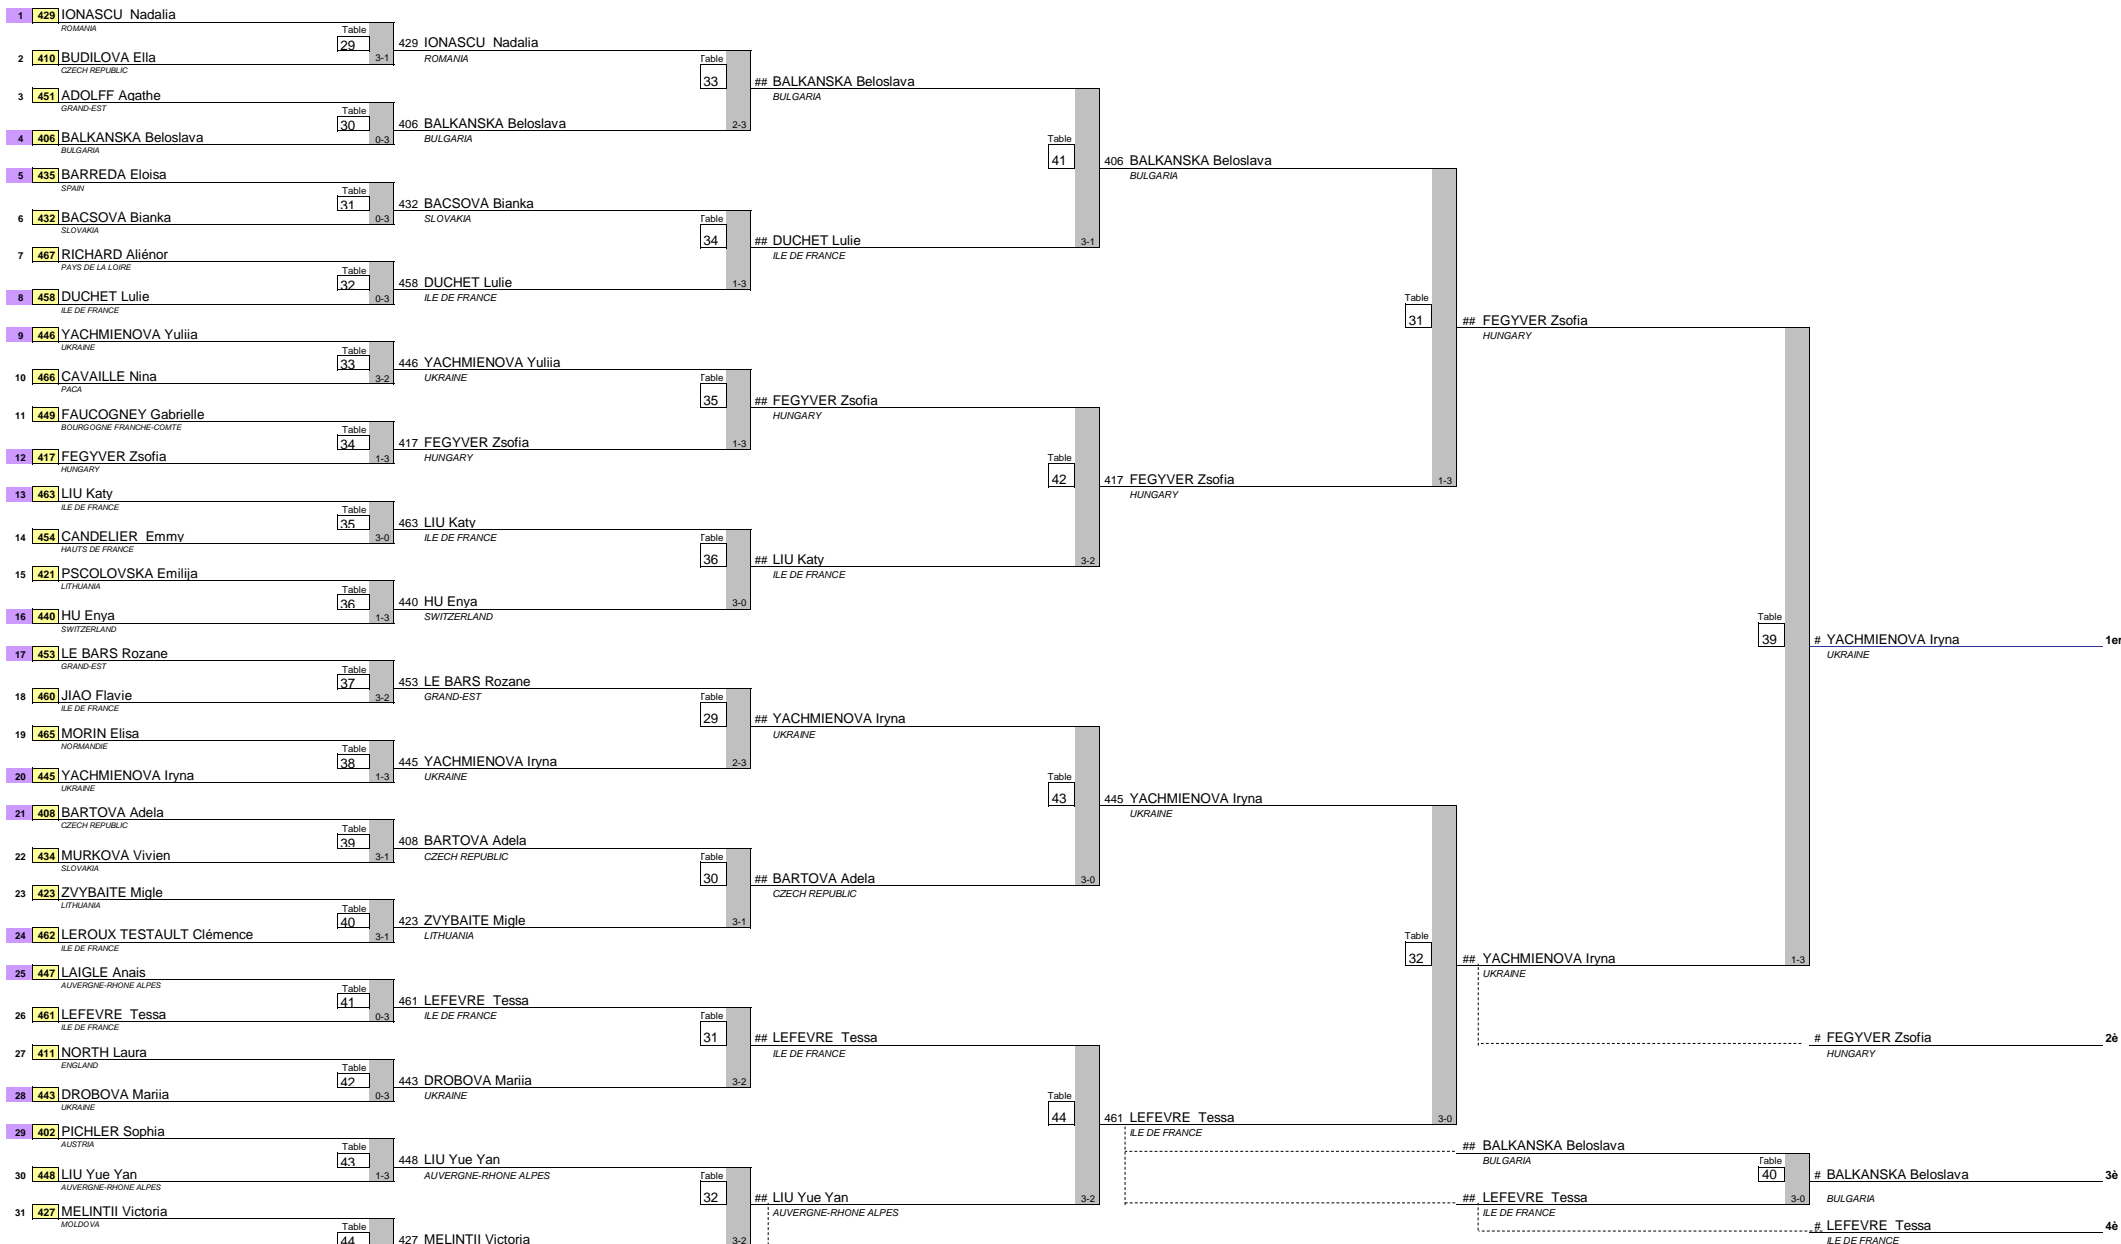 1 429 IONASCU Nadalia
ROMANIA
Table
29
3-1
2 410 BUDILOVA Ella
CZECH REPUBLIC
3 451 ADOLFF Agathe
GRAND-EST
Table
30
0-3
4 406 BALKANSKA Beloslava
BULGARIA
5 435 BARREDA Eloisa
SPAIN
Table
31
0-3
6 432 BACSOVA Bianka
SLOVAKIA
7 467 RICHARD Aliénor
PAYS DE LA LOIRE
Table
32
0-3
8 458 DUCHET Lulie
ILE DE FRANCE
9 446 YACHMIENOVA Yuliia
UKRAINE
Table
33
3-2
10 466 CAVAILLE Nina
PACA
11 449 FAUCOGNEY Gabrielle
BOURGOGNE FRANCHE-COMTE
Table
34
1-3
12 417 FEGYVER Zsofia
HUNGARY
13 463 LIU Katy
ILE DE FRANCE
Table
35
3-0
14 454 CANDELIER Emmy
HAUTS DE FRANCE
15 421 PSCOLOVSKA Emilija
LITHUANIA
Table
36
1-3
16 440 HU Enya
SWITZERLAND
17 453 LE BARS Rozane
GRAND-EST
Table
37
3-2
18 460 JIAO Flavie
ILE DE FRANCE
19 465 MORIN Elisa
NORMANDIE
Table
38
1-3
20 445 YACHMIENOVA Iryna
UKRAINE
21 408 BARTOVA Adela
CZECH REPUBLIC
Table
39
3-1
22 434 MURKOVA Vivien
SLOVAKIA
23 423 ZVYBAITE Migle
LITHUANIA
Table
40
3-1
24 462 LEROUX TESTAULT Clémence
ILE DE FRANCE
25 447 LAIGLE Anais
AUVERGNE-RHONE ALPES
Table
41
0-3
26 461 LEFEVRE Tessa
ILE DE FRANCE
27 411 NORTH Laura
ENGLAND
Table
42
0-3
28 443 DROBOVA Mariia
UKRAINE
29 402 PICHLER Sophia
AUSTRIA
Table
43
1-3
30 448 LIU Yue Yan
AUVERGNE-RHONE ALPES
31 427 MELINTII Victoria
MOLDOVA
Table
44
429 IONASCU Nadalia
ROMANIA
Table
33
2-3
406 BALKANSKA Beloslava
BULGARIA
432 BACSOVA Bianka
SLOVAKIA
Table
34
1-3
458 DUCHET Lulie
ILE DE FRANCE
446 YACHMIENOVA Yuliia
UKRAINE
Table
35
1-3
417 FEGYVER Zsofia
HUNGARY
463 LIU Katy
ILE DE FRANCE
Table
36
3-0
440 HU Enya
SWITZERLAND
453 LE BARS Rozane
GRAND-EST
Table
29
2-3
445 YACHMIENOVA Iryna
UKRAINE
408 BARTOVA Adela
CZECH REPUBLIC
Table
30
3-1
423 ZVYBAITE Migle
LITHUANIA
461 LEFEVRE Tessa
ILE DE FRANCE
Table
31
3-2
443 DROBOVA Mariia
UKRAINE
448 LIU Yue Yan
AUVERGNE-RHONE ALPES
Table
32
3-2
427 MELINTII Victoria
## BALKANSKA Beloslava
BULGARIA
Table
41
3-1
## DUCHET Lulie
ILE DE FRANCE
## FEGYVER Zsofia
HUNGARY
Table
42
3-2
## LIU Katy
ILE DE FRANCE
## YACHMIENOVA Iryna
UKRAINE
Table
43
3-0
## BARTOVA Adela
CZECH REPUBLIC
## LEFEVRE Tessa
ILE DE FRANCE
Table
44
3-2
## LIU Yue Yan
AUVERGNE-RHONE ALPES
406 BALKANSKA Beloslava
BULGARIA
Table
31
1-3
417 FEGYVER Zsofia
HUNGARY
445 YACHMIENOVA Iryna
UKRAINE
Table
32
3-0
461 LEFEVRE Tessa
ILE DE FRANCE
## FEGYVER Zsofia
HUNGARY
Table
39
1-3
## YACHMIENOVA Iryna
UKRAINE
## BALKANSKA Beloslava
BULGARIA
Table
40
3-0
## LEFEVRE Tessa
ILE DE FRANCE
# YACHMIENOVA Iryna 1er
UKRAINE
# FEGYVER Zsofia 2è
HUNGARY
# BALKANSKA Beloslava 3è
BULGARIA
# LEFEVRE Tessa 4è
ILE DE FRANCE